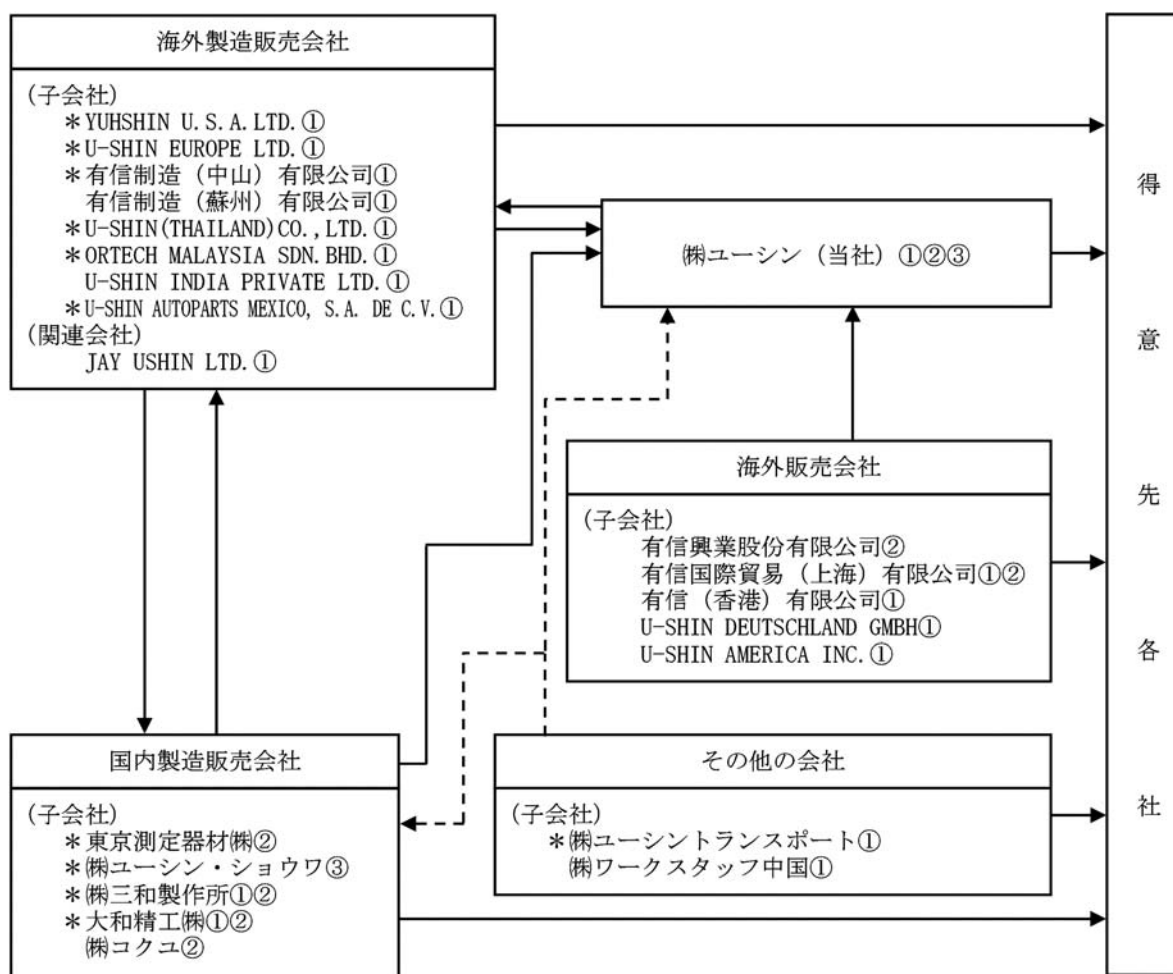 海外製造販売会社
(子会社)
＊YUHSHIN U.S.A.LTD.①
＊U-SHIN EUROPE LTD.①
＊有信制造（中山）有限公司①
有信制造（蘇州）有限公司①
＊U-SHIN(THAILAND)CO.,LTD.①
＊ORTECH MALAYSIA SDN.BHD.①
U-SHIN INDIA PRIVATE LTD.①
＊U-SHIN AUTOPARTS MEXICO, S.A. DE C.V.①
(関連会社)
JAY USHIN LTD.①
㈱ユーシン（当社）①②③
海外販売会社
(子会社)
有信興業股份有限公司②
有信国際貿易（上海）有限公司①②
有信（香港）有限公司①
U-SHIN DEUTSCHLAND GMBH①
U-SHIN AMERICA INC.①
国内製造販売会社
(子会社)
＊東京測定器材㈱②
＊㈱ユーシン・ショウワ③
＊㈱三和製作所①②
＊大和精工㈱①②
㈱コクユ②
その他の会社
(子会社)
＊㈱ユーシントランスポート①
㈱ワークスタッフ中国①
得意先各社